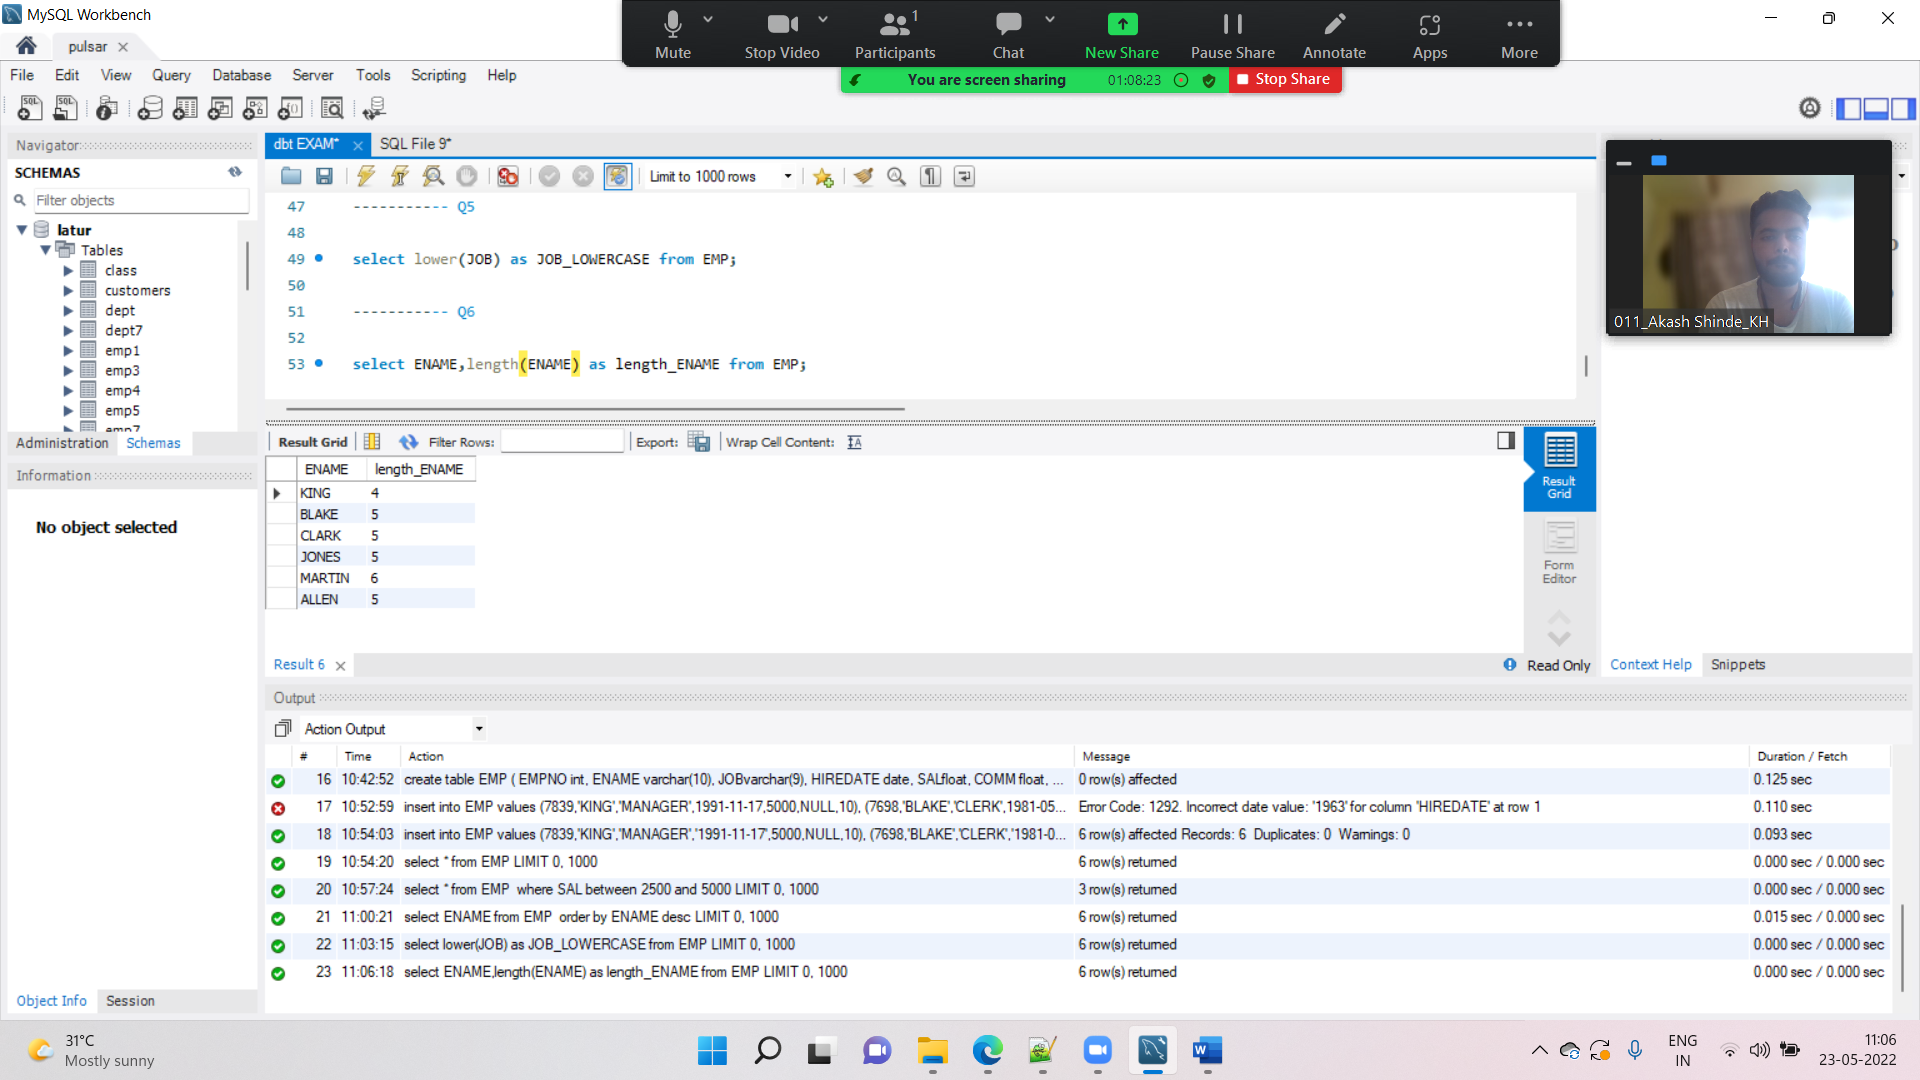 MySQL Workbench
Mute
Stop Video
1
Participants
Chat
New Share
Pause Share
Annotate
Apps
More
You are screen sharing
01:08:23
Stop Share
pulsar
File Edit View Query Database Server Tools Scripting Help
Navigator
SCHEMAS
Filter objects
latur
Tables
class
customers
dept
dept7
emp1
emp3
emp4
emp5
emp7
Administration Schemas
Information
No object selected
Object Info Session
dbt EXAM* SQL File 9*
Limit to 1000 rows
47 ----------- Q5
48
49 select lower(JOB) as JOB_LOWERCASE from EMP;
50
51 ----------- Q6
52
53 select ENAME,length(ENAME) as length_ENAME from EMP;
Result Grid Filter Rows: Export: Wrap Cell Content:
ENAME length_ENAME
KING 4
BLAKE 5
CLARK 5
JONES 5
MARTIN 6
ALLEN 5
Result Grid
Form Editor
Result 6
Read Only
011_Akash Shinde_KH
Context Help Snippets
Output
Action Output
# Time Action Message Duration / Fetch
16 10:42:52 create table EMP ( EMPNO int, ENAME varchar(10), JOBvarchar(9), HIREDATE date, SALfloat, COMM float, ... 0 row(s) affected 0.125 sec
17 10:52:59 insert into EMP values (7839,'KING','MANAGER',1991-11-17,5000,NULL,10), (7698,'BLAKE','CLERK',1981-05... Error Code: 1292. Incorrect date value: '1963' for column 'HIREDATE' at row 1 0.110 sec
18 10:54:03 insert into EMP values (7839,'KING','MANAGER','1991-11-17',5000,NULL,10), (7698,'BLAKE','CLERK','1981-0... 6 row(s) affected Records: 6 Duplicates: 0 Warnings: 0 0.093 sec
19 10:54:20 select * from EMP LIMIT 0, 1000 6 row(s) returned 0.000 sec / 0.000 sec
20 10:57:24 select * from EMP where SAL between 2500 and 5000 LIMIT 0, 1000 3 row(s) returned 0.000 sec / 0.000 sec
21 11:00:21 select ENAME from EMP order by ENAME desc LIMIT 0, 1000 6 row(s) returned 0.015 sec / 0.000 sec
22 11:03:15 select lower(JOB) as JOB_LOWERCASE from EMP LIMIT 0, 1000 6 row(s) returned 0.000 sec / 0.000 sec
23 11:06:18 select ENAME,length(ENAME) as length_ENAME from EMP LIMIT 0, 1000 6 row(s) returned 0.000 sec / 0.000 sec
31°C
Mostly sunny
ENG
IN
11:06
23-05-2022